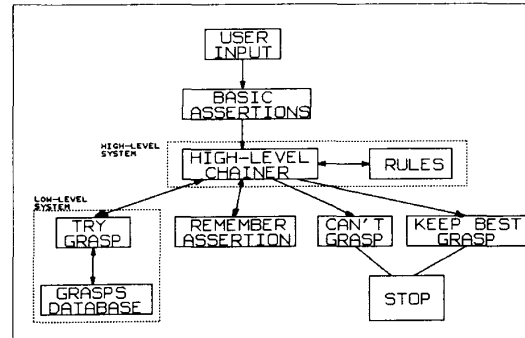 USER
INPUT
BASIC
ASSERTIONS
HIGH-LEVEL
SYSTEM
HIGH-LEVEL
CHAINER
RULES
LOW-LEVEL
SYSTEM
TRY
GRASP
REMEMBER
ASSERTION
CAN'T
GRASP
KEEP BEST
GRASP
GRASPS
DATABASE
STOP